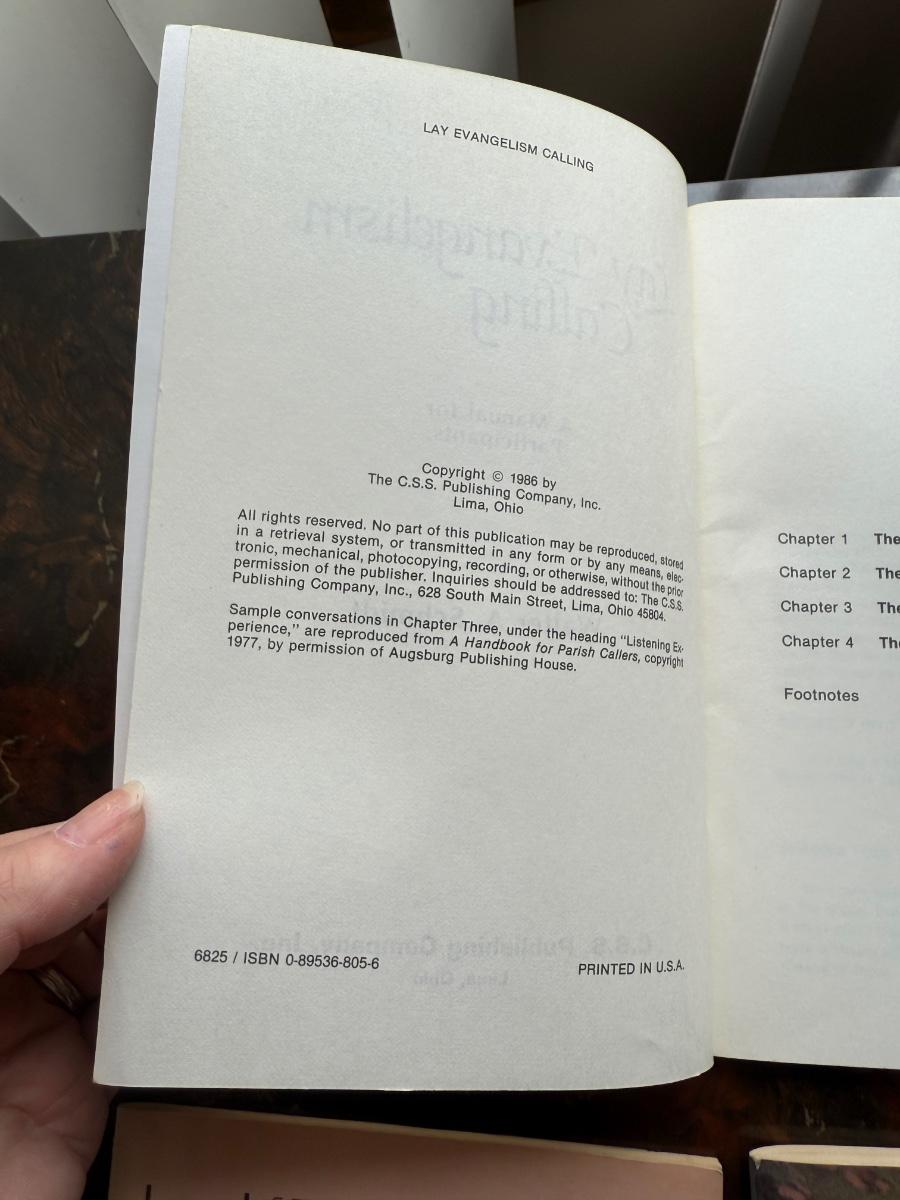 LAY EVANGELISM CALLING
Copyright © 1986 by
The C.S.S. Publishing Company, Inc.
Lima, Ohio
All rights reserved. No part of this publication may be reproduced, stored
in a retrieval system, or transmitted in any form or by any means, elec-
tronic, mechanical, photocopying, recording, or otherwise, without the prior
permission of the publisher. Inquiries should be addressed to: The C.S.S.
Publishing Company, Inc., 628 South Main Street, Lima, Ohio 45804.
Sample conversations in Chapter Three, under the heading “Listening Ex-
perience,” are reproduced from A Handbook for Parish Callers, copyright
1977, by permission of Augsburg Publishing House.
6825 / ISBN 0-89536-805-6
PRINTED IN U.S.A.
Chapter 1 The
Chapter 2 The
Chapter 3 The
Chapter 4 The
Footnotes